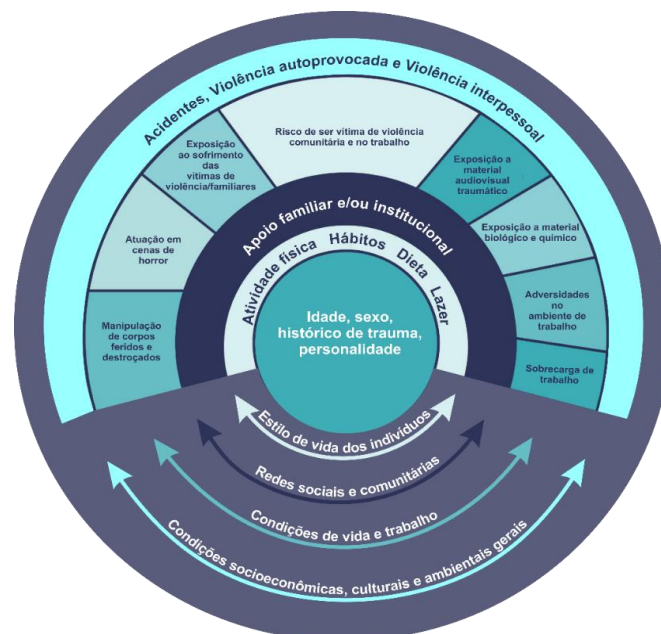 Acidentes, Violência autoprovocada e Violência interpessoal
Risco de ser vítima de violência
comunitária e no trabalho
Exposição
ao sofrimento
das
vítimas de
violência/familiares
Exposição a
material
audiovisual
traumático
Atuação em
cenas de
horror
Exposição a material
biológico e químico
Manipulação
de corpos
feridos e
destroçados
Adversidades
no
ambiente de
trabalho
Sobrecarga de
trabalho
Apoio familiar e/ou institucional
Atividade física Hábitos Dieta Lazer
Idade, sexo,
histórico de trauma,
personalidade
Estilo de vida dos indivíduos
Redes sociais e comunitárias
Condições de vida e trabalho
Condições socioeconômicas, culturais e ambientais gerais